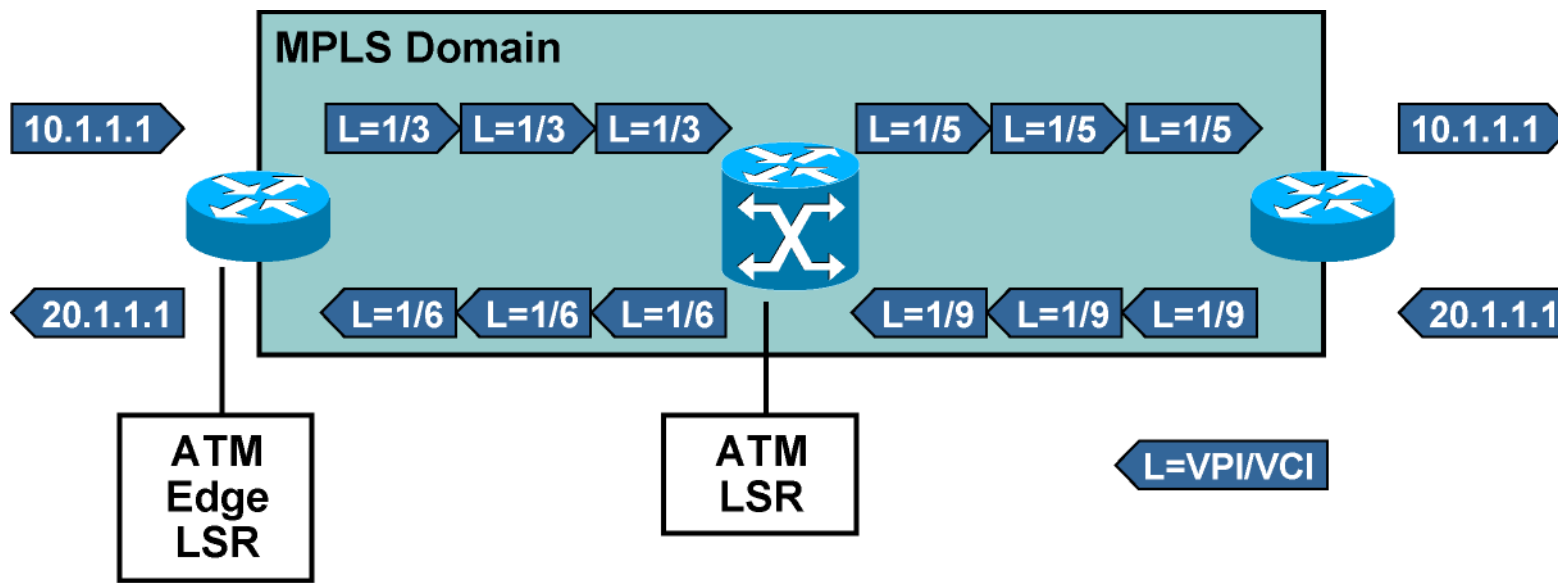 MPLS Domain
10.1.1.1 L=1/3 L=1/3 L=1/3 L=1/5 L=1/5 L=1/5 10.1.1.1
20.1.1.1 L=1/6 L=1/6 L=1/6 L=1/9 L=1/9 L=1/9 20.1.1.1
ATM
Edge
LSR
ATM
LSR
L=VPI/VCI